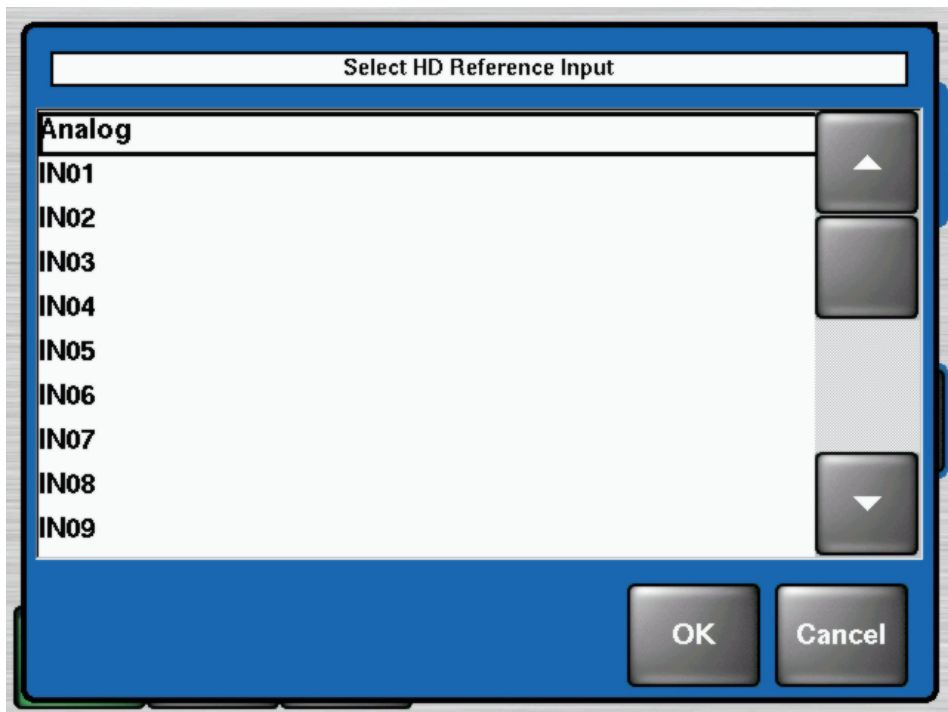 Select HD Reference Input
Analog
IN01
IN02
IN03
IN04
IN05
IN06
IN07
IN08
IN09
OK
Cancel